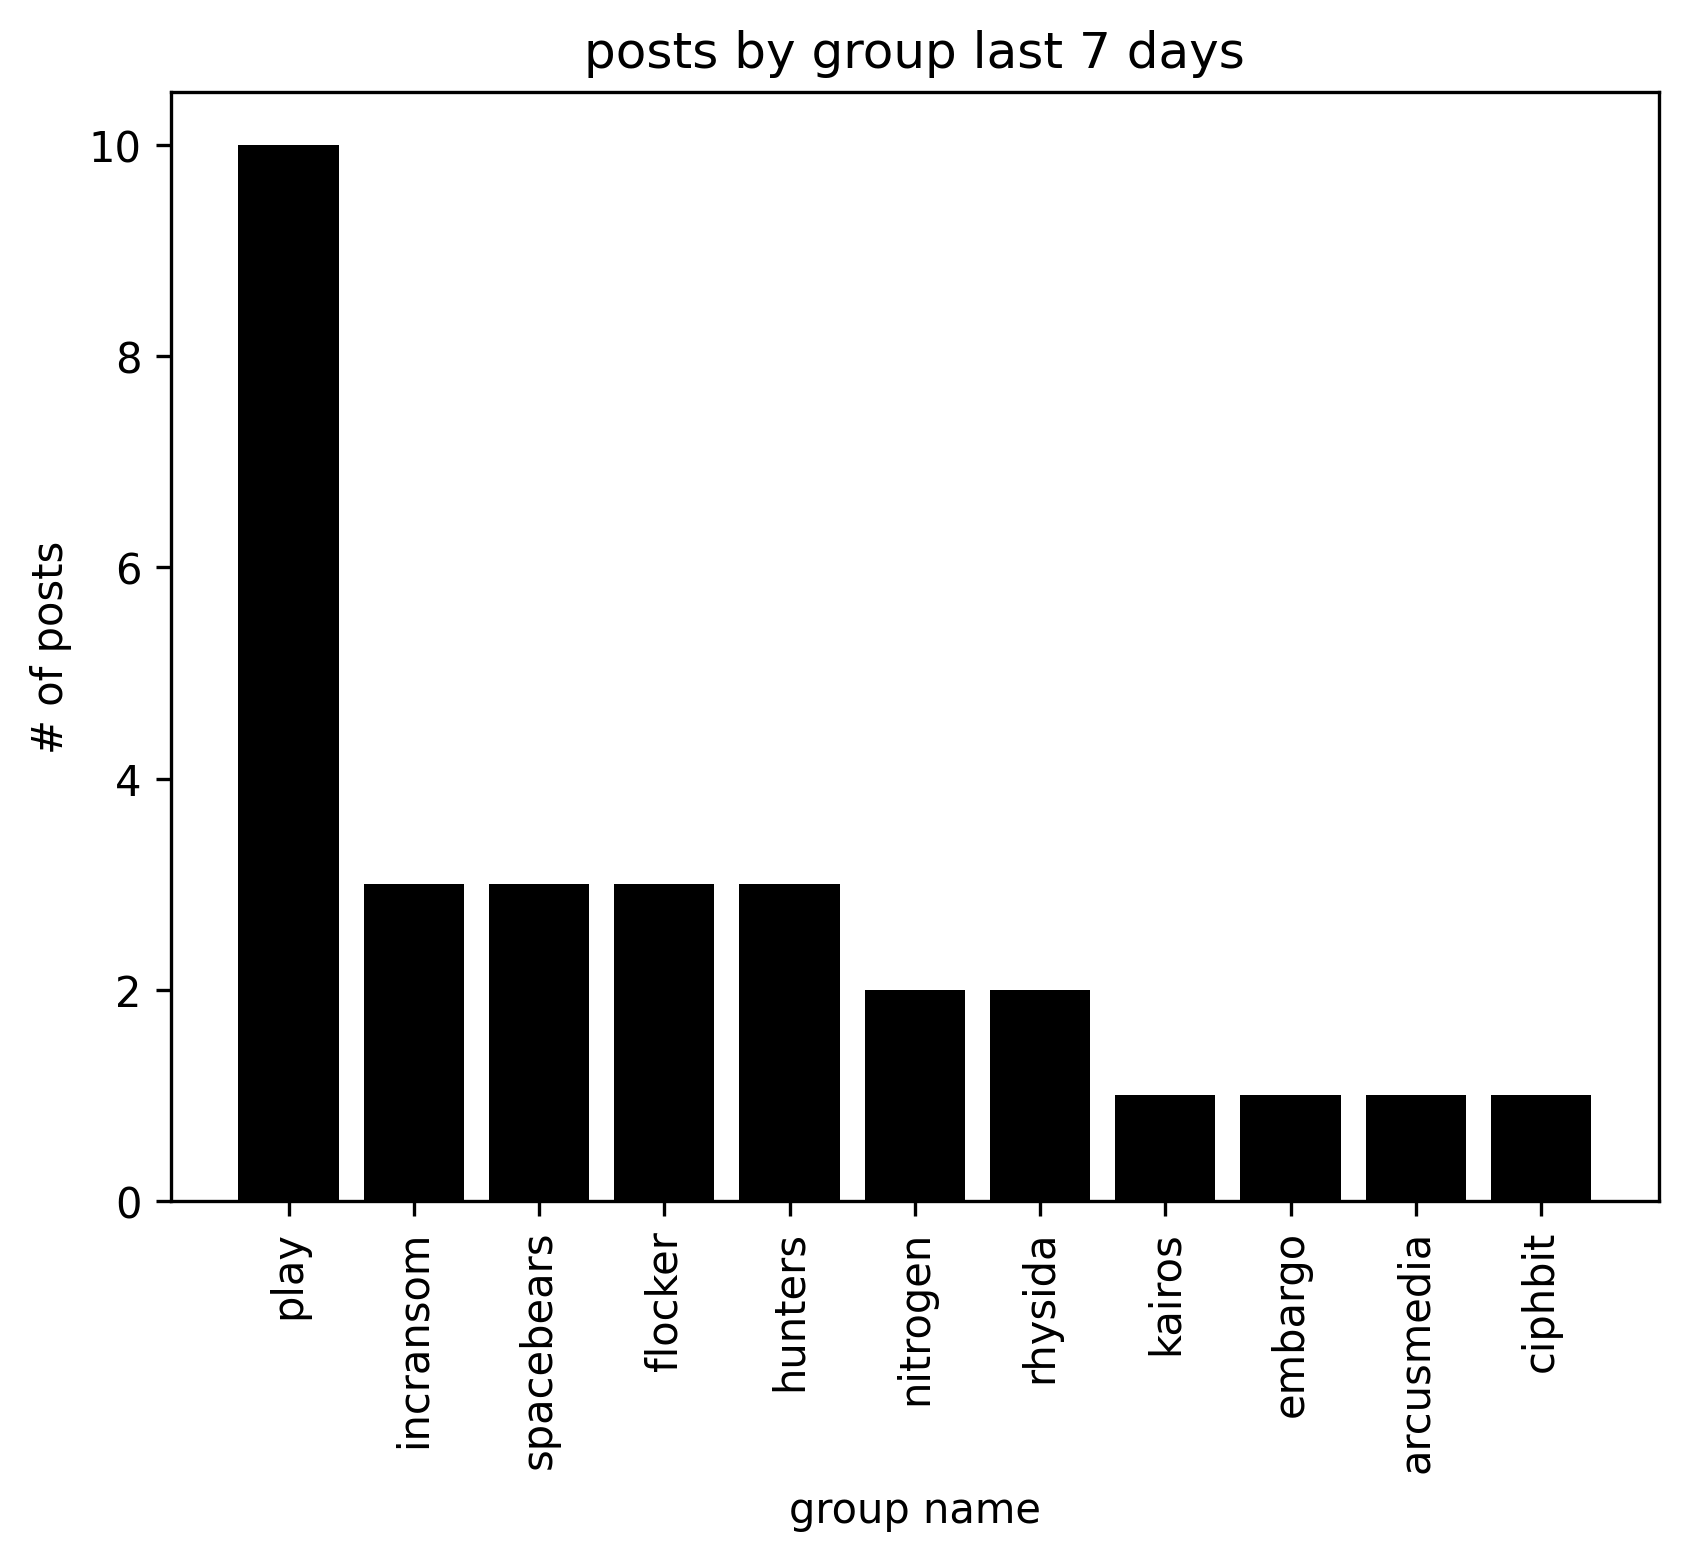 posts by group last 7 days
# of posts
10
8
6
4
2
0
play
incransom
spacebears
flocker
hunters
nitrogen
rhysida
kairos
embargo
arcusmedia
ciphbit
group name